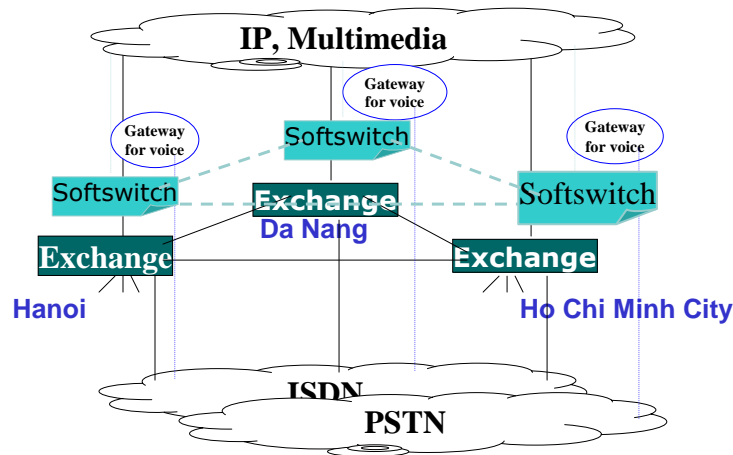 IP, Multimedia
Gateway
for voice
Gateway
for voice
Gateway
for voice
Softswitch
Softswitch
Softswitch
Exchange
Da Nang
Exchange
Exchange
Hanoi
Ho Chi Minh City
ISDN
PSTN